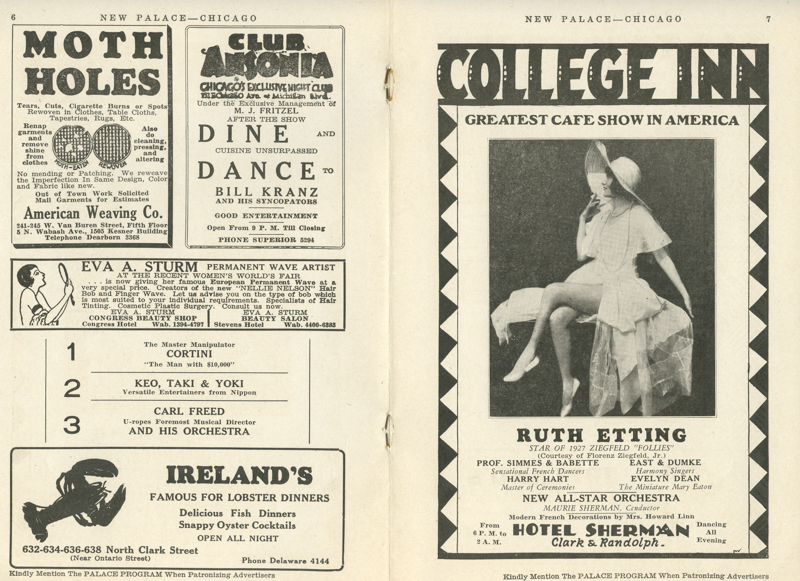 6
NEW PALACE—CHICAGO
MOTH
HOLES
Tears, Cuts, Cigarette Burns or Spots
Rewoven in Clothes, Table Cloths,
Tapestries, Rugs, Etc.
Renap
garments
and
remove
shine
from
clothes
MOTH-EATEN
REWOVEN
Also
do
cleaning,
pressing,
and
altering
No mending or Patching. We reweave
the Imperfection In Same Design, Color
and Fabric like new.
Out of Town Work Solicited
Mail Garments for Estimates
American Weaving Co.
241-245 W. Van Buren Street, Fifth Floor
5 N. Wabash Ave., 1505 Kesner Building
Telephone Dearborn 3368
CLUB
ANSONIA
CHICAGO'S EXCLUSIVE NIGHT CLUB
Chicago Ave. at Michigan Blvd.
Under the Exclusive Management of
M. J. FRITZEL
AFTER THE SHOW
DINE AND
CUISINE UNSURPASSED
DANCE TO
BILL KRANZ
AND HIS SYNCOPATORS
GOOD ENTERTAINMENT
Open From 9 P. M. Till Closing
PHONE SUPERIOR 5294
EVA A. STURM PERMANENT WAVE ARTIST
AT THE RECENT WOMEN'S WORLD'S FAIR
. . . is now giving her famous European Permanent Wave at a
very special price. Creators of the new "NELLIE NELSON" Hair
Bob and Finger Wave. Let us advise you on the type of bob which
is most suited to your individual requirements. Specialists of Hair
Tinting. Cosmetic Plastic Surgery. Consult us now.
EVA A. STURM
CONGRESS BEAUTY SHOP
Congress Hotel Wab. 1394-4797
EVA A. STURM
BEAUTY SALON
Stevens Hotel Wab. 4400-6385
1
The Master Manipulator
CORTINI
"The Man with $10,000"
2
KEO, TAKI & YOKI
Versatile Entertainers from Nippon
3
CARL FREED
U-ropes Foremost Musical Director
AND HIS ORCHESTRA
IRELAND'S
FAMOUS FOR LOBSTER DINNERS
Delicious Fish Dinners
Snappy Oyster Cocktails
OPEN ALL NIGHT
632-634-636-638 North Clark Street
(Near Ontario Street)
Phone Delaware 4144
Kindly Mention The PALACE PROGRAM When Patronizing Advertisers
NEW PALACE—CHICAGO
7
COLLEGE INN
GREATEST CAFE SHOW IN AMERICA
RUTH ETTING
STAR OF 1927 ZIEGFELD "FOLLIES"
(Courtesy of Florenz Ziegfeld, Jr.)
PROF. SIMMES & BABETTE
Sensational French Dancers
EAST & DUMKE
Harmony Singers
HARRY HART
Master of Ceremonies
EVELYN DEAN
The Miniature Mary Eaton
NEW ALL-STAR ORCHESTRA
MAURIE SHERMAN, Conductor
Modern French Decorations by Mrs. Howard Linn
From
6 P. M. to
2 A. M.
HOTEL SHERMAN
Clark & Randolph.
Dancing
All
Evening
Kindly Mention The PALACE PROGRAM When Patronizing Advertisers